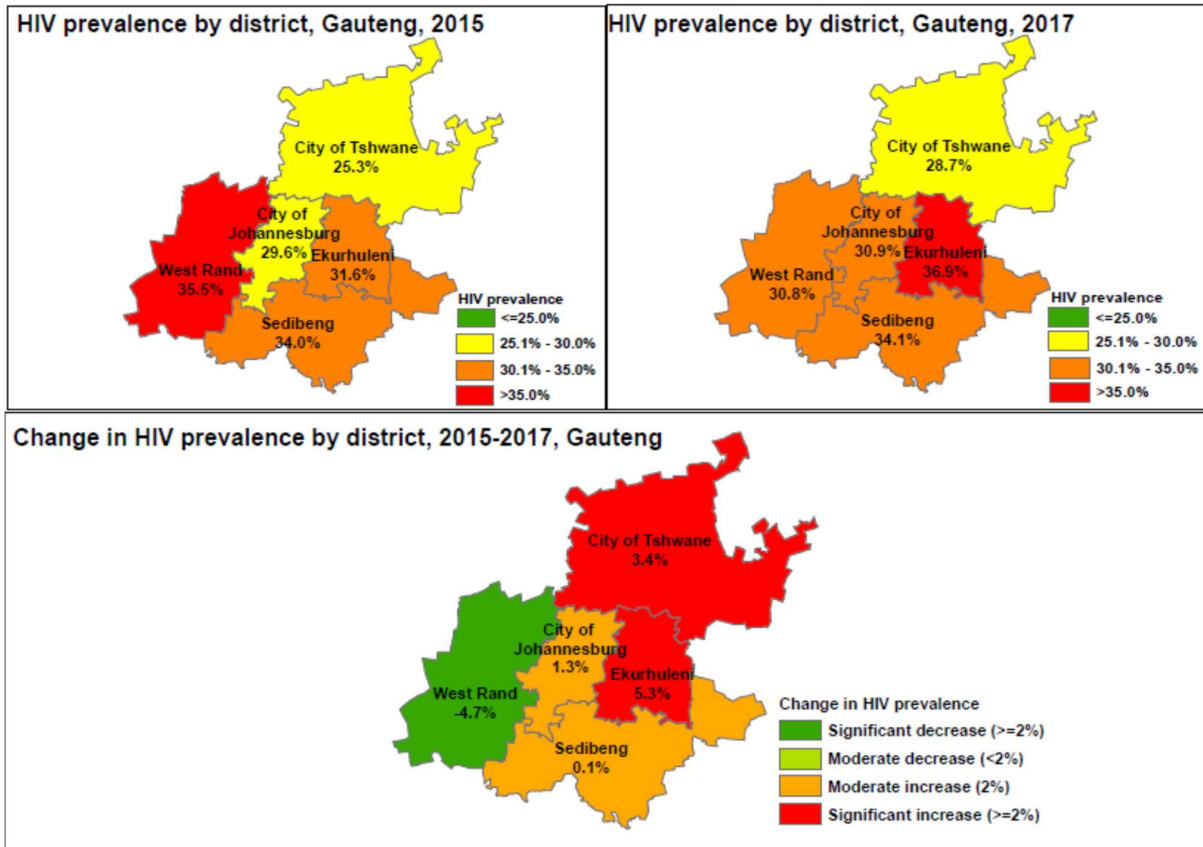 HIV prevalence by district, Gauteng, 2015
City of Tshwane
25.3%
City of
Johannesburg
29.6%
Ekurhuleni
31.6%
West Rand
35.5%
Sedibeng
34.0%
HIV prevalence
<=25.0%
25.1% - 30.0%
30.1% - 35.0%
>35.0%
HIV prevalence by district, Gauteng, 2017
City of Tshwane
28.7%
City of
Johannesburg
30.9%
Ekurhuleni
36.9%
West Rand
30.8%
Sedibeng
34.1%
HIV prevalence
<=25.0%
25.1% - 30.0%
30.1% - 35.0%
>35.0%
Change in HIV prevalence by district, 2015-2017, Gauteng
City of Tshwane
3.4%
City of
Johannesburg
1.3%
Ekurhuleni
5.3%
West Rand
-4.7%
Sedibeng
0.1%
Change in HIV prevalence
Significant decrease (>=2%)
Moderate decrease (<2%)
Moderate increase (2%)
Significant increase (>=2%)